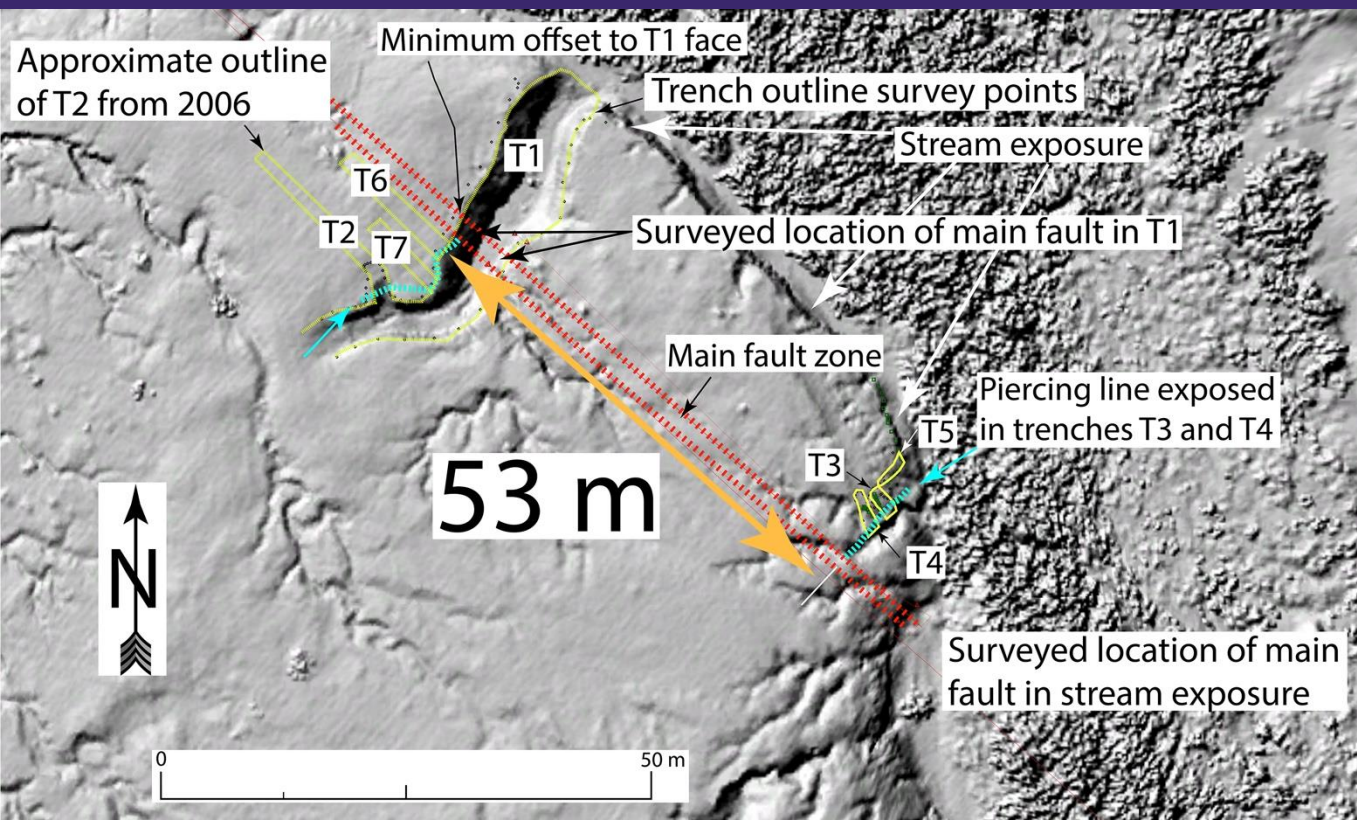 Minimum offset to T1 face
Approximate outline
of T2 from 2006
Trench outline survey points
Stream exposure
T1
T6
T2
T7
Surveyed location of main fault in T1
Main fault zone
Piercing line exposed
in trenches T3 and T4
T5
T3
53 m
T4
N
Surveyed location of main
fault in stream exposure
0
50 m